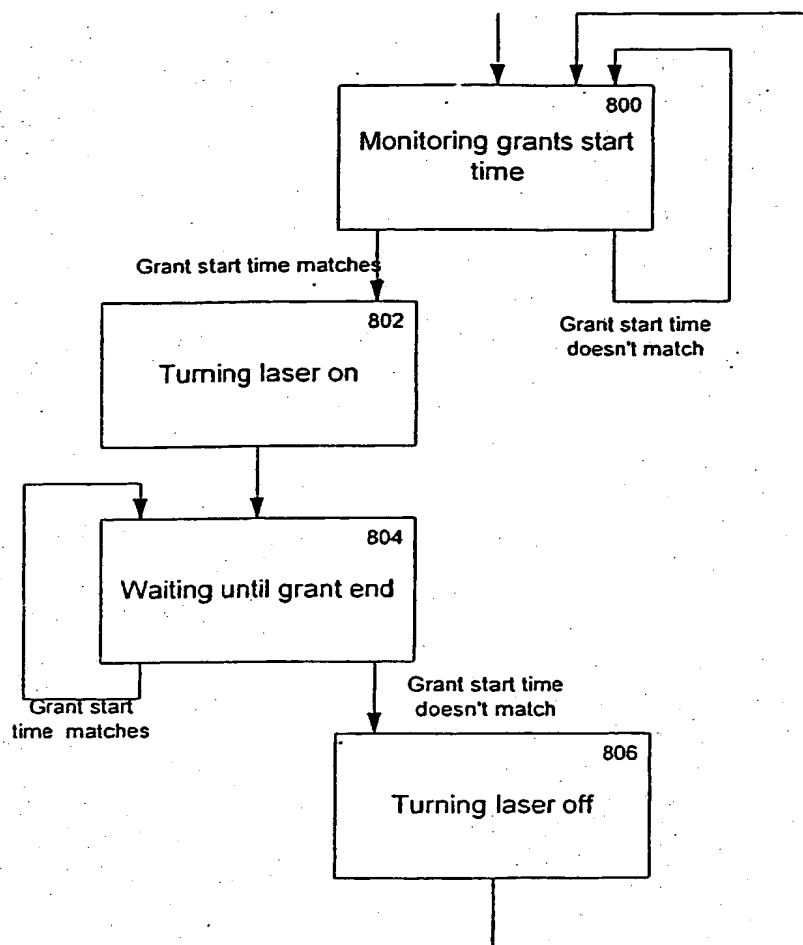 800
Monitoring grants start
time
Grant start time matches
Grant start time
doesn't match
802
Turning laser on
804
Waiting until grant end
Grant start
time matches
Grant start time
doesn't match
806
Turning laser off